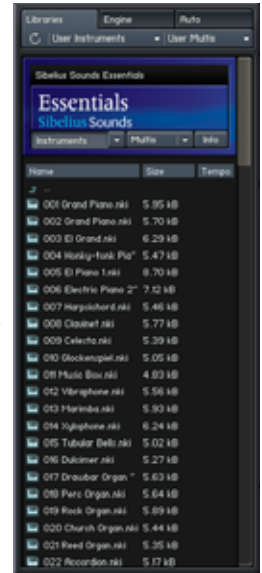 Libraries Engine Auto
User Instruments User Multis
Sibelius Sounds Essentials
Essentials
Sibelius Sounds
Instruments Multis Info
Name Size Tempo
..
001 Grand Piano.nki 5.95 kB
002 Grand Piano.nki 5.70 kB
003 El Grand.nki 6.29 kB
004 Honky-tonk Pia~ 5.47 kB
005 El Piano 1.nki 8.70 kB
006 Electric Piano 2~ 7.12 kB
007 Harpsichord.nki 5.46 kB
008 Clavinet.nki 5.77 kB
009 Celesta.nki 5.39 kB
010 Glockenspiel.nki 5.05 kB
011 Music Box.nki 4.83 kB
012 Vibraphone.nki 5.56 kB
013 Marimba.nki 5.93 kB
014 Xylophone.nki 6.24 kB
015 Tubular Bells.nki 5.02 kB
016 Dulcimer.nki 5.27 kB
017 Drawbar Organ ~ 5.63 kB
018 Perc Organ.nki 5.64 kB
019 Rock Organ.nki 5.89 kB
020 Church Organ.nki 5.44 kB
021 Reed Organ.nki 5.35 kB
022 Accordion.nki 5.17 kB